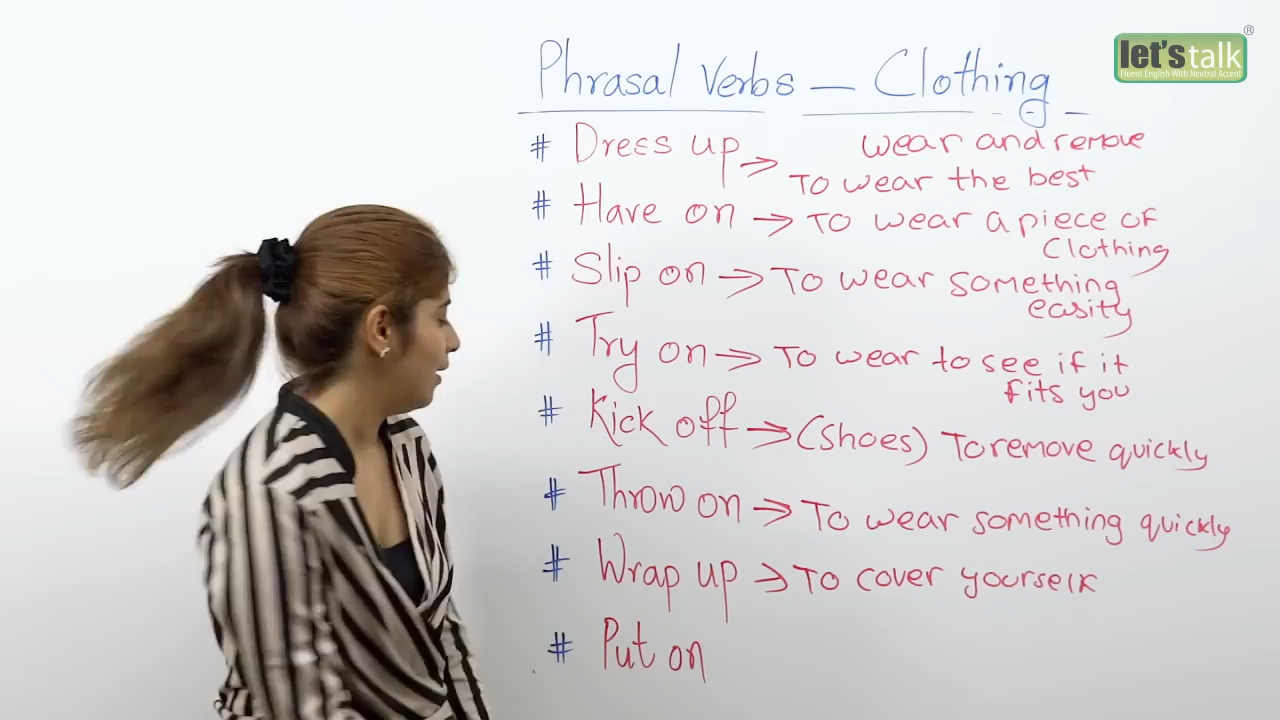 let's talk ®
Fluent English With Neutral Accent
Phrasal Verbs – Clothing
wear and remove
# Dress up → To wear the best
# Have on → To wear a piece of
Clothing
# Slip on → To wear something
easity
# Try on → To wear to see if it
fits you
# Kick off → (shoes) To remove quickly
# Throw on → To wear something quickly
# Wrap up → To cover yourself
# Put on